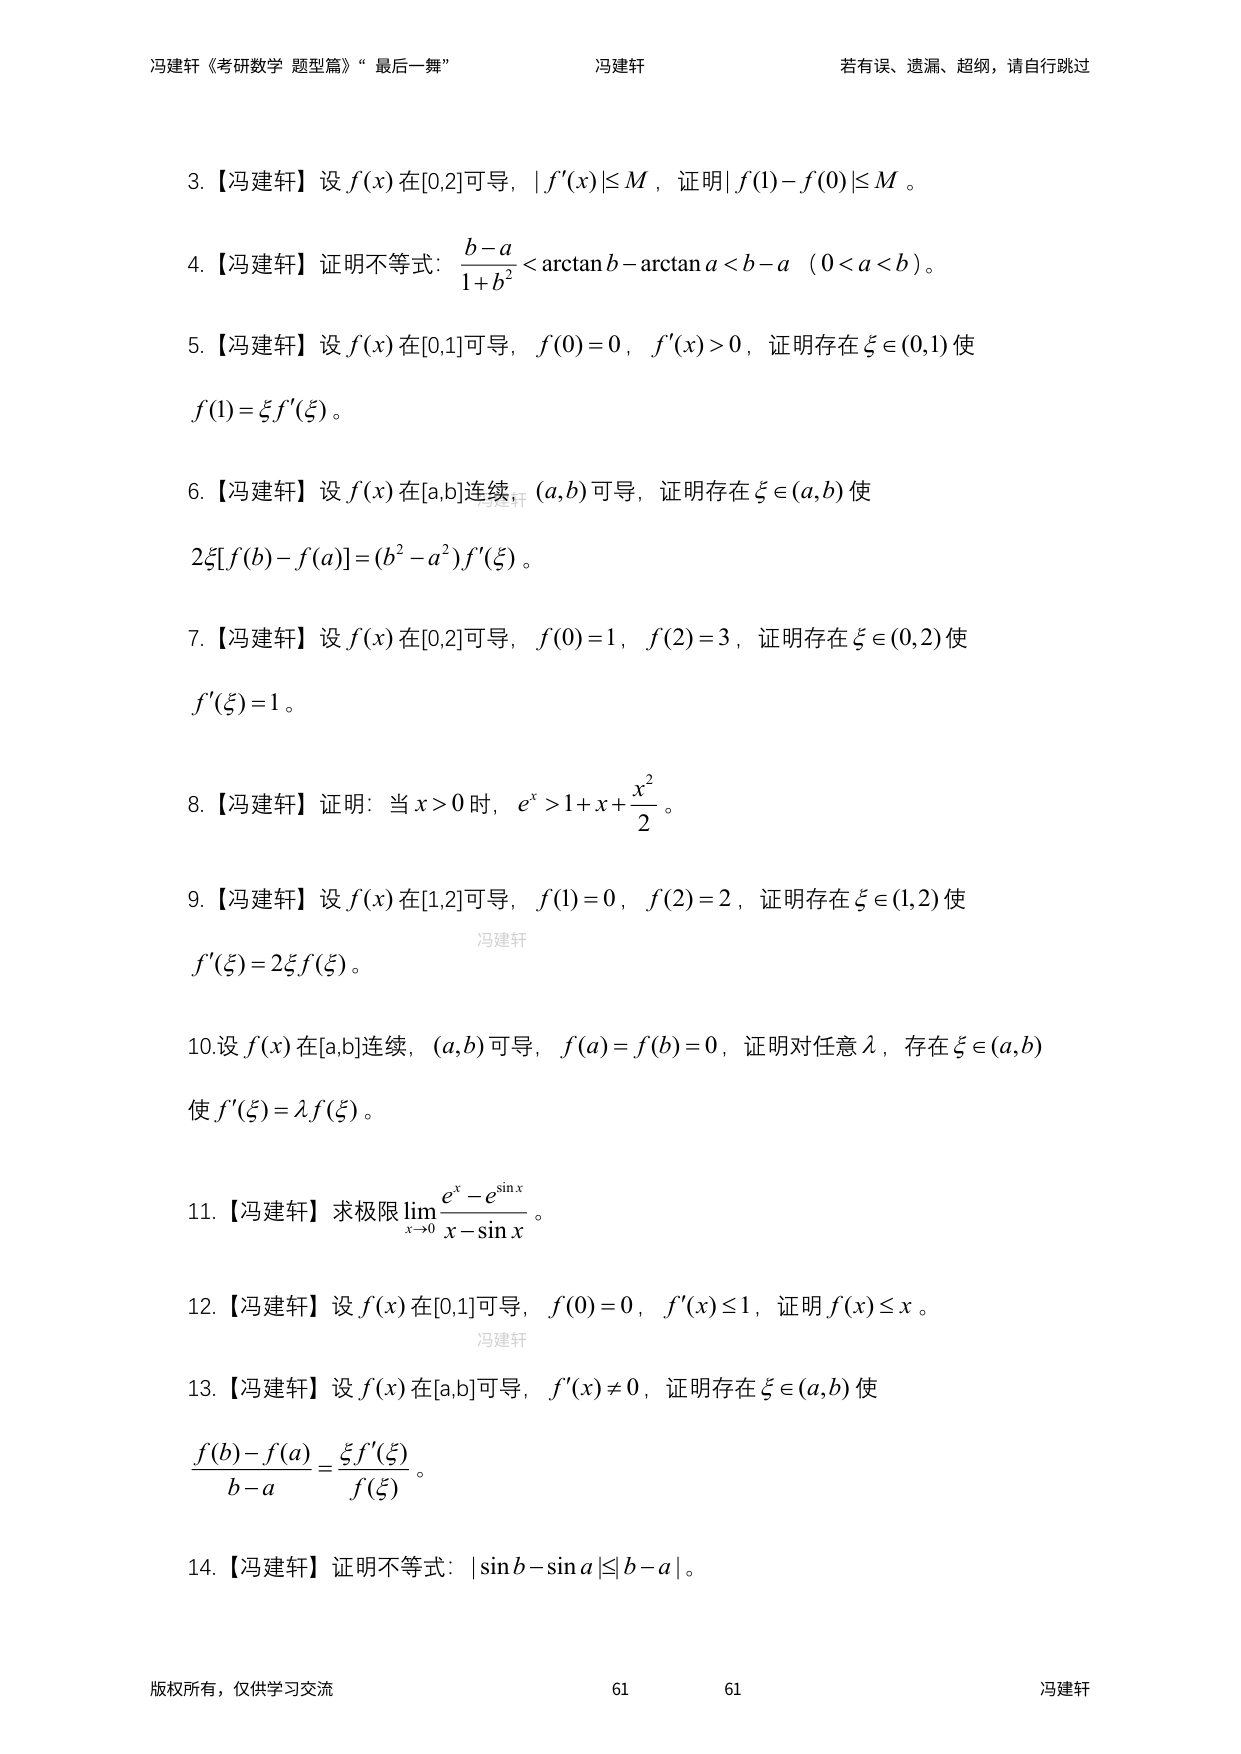 冯建轩《考研数学 题型篇》“ 最后一舞” 冯建轩 若有误、遗漏、超纲，请自行跳过
3.【冯建轩】设 f(x) 在[0,2]可导， |f′(x)|≤M， 证明|f(1)−f(0)|≤M 。
4.【冯建轩】证明不等式： (b−a)/(1+b²) < arctan b − arctan a < b−a （0<a<b）。
5.【冯建轩】设 f(x) 在[0,1]可导， f(0)=0， f′(x)>0，证明存在 ξ∈(0,1) 使
f(1)=ξf′(ξ) 。
6.【冯建轩】设 f(x) 在[a,b]连续， (a,b) 可导，证明存在 ξ∈(a,b) 使
冯建轩
2ξ[f(b)−f(a)]=(b²−a²)f′(ξ) 。
7.【冯建轩】设 f(x) 在[0,2]可导， f(0)=1， f(2)=3，证明存在 ξ∈(0,2) 使
f′(ξ)=1 。
8.【冯建轩】证明：当 x>0 时， eˣ>1+x+x²/2 。
9.【冯建轩】设 f(x) 在[1,2]可导， f(1)=0， f(2)=2，证明存在 ξ∈(1,2) 使
冯建轩
f′(ξ)=2ξf(ξ) 。
10.设 f(x) 在[a,b]连续， (a,b) 可导， f(a)=f(b)=0，证明对任意 λ，存在 ξ∈(a,b)
使 f′(ξ)=λf(ξ) 。
11.【冯建轩】求极限 lim x→0 (e^x−e^(sin x))/(x−sin x) 。
12.【冯建轩】设 f(x) 在[0,1]可导， f(0)=0， f′(x)≤1，证明 f(x)≤x 。
冯建轩
13.【冯建轩】设 f(x) 在[a,b]可导， f′(x)≠0，证明存在 ξ∈(a,b) 使
(f(b)−f(a))/(b−a) = ξf′(ξ)/f(ξ) 。
14.【冯建轩】证明不等式：|sin b−sin a|≤|b−a| 。
版权所有，仅供学习交流 61 61 冯建轩